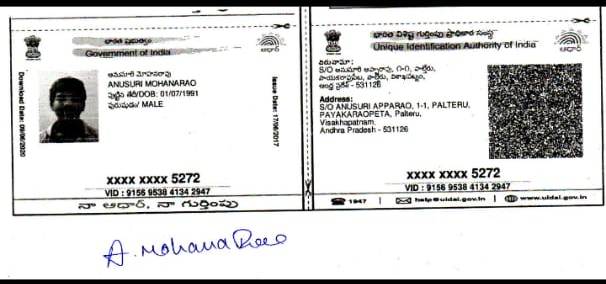 భారత ప్రభుత్వం
Government of India
Download Date: 09/06/2020
అనుసూరి మోహనరావు
ANUSURI MOHANARAO
పుట్టిన తేదీ/DOB: 01/07/1991
పురుషుడు/ MALE
Issue Date: 17/06/2017
XXXX XXXX 5272
VID : 9156 9538 4134 2947
నా ఆధార్, నా గుర్తింపు
భారత విశిష్ట గుర్తింపు ప్రాధికార సంస్థ
Unique Identification Authority of India
ఆధార్
చిరునామా :
S/O అనుసూరి అప్పారావు, 1-1, పాల్తేరు,
పాయకరావుపేట, పాల్తేరు, విశాఖపట్నం,
ఆంధ్ర ప్రదేశ్ - 531126
Address:
S/O ANUSURI APPARAO, 1-1, PALTERU,
PAYAKARAOPETA, Palteru,
Visakhapatnam,
Andhra Pradesh - 531126
XXXX XXXX 5272
VID : 9156 9538 4134 2947
1947
help@uidai.gov.in
www.uidai.gov.in
A. Mohana Rao